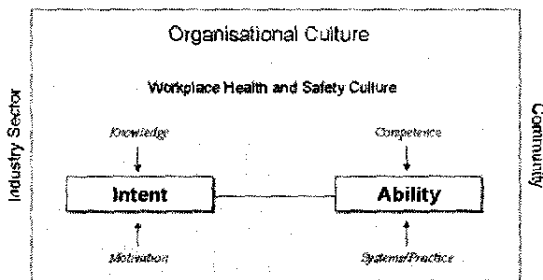 Organisational Culture
Workplace Health and Safety Culture
Industry Sector
Community
Knowledge
Competence
Intent
Ability
Motivation
Systems/Practice